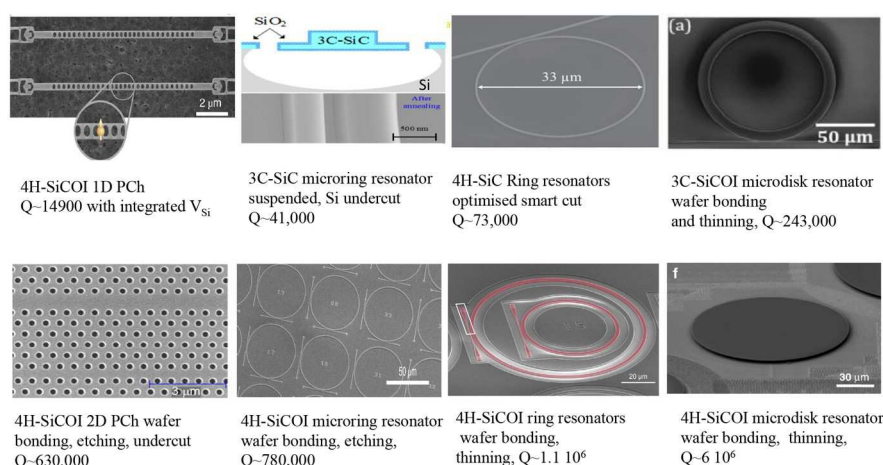 2 μm
4H-SiCOI 1D PCh
Q~14900 with integrated V_Si
SiO2
3C-SiC
Si
After
annealing
500 nm
3C-SiC microring resonator
suspended, Si undercut
Q~41,000
33 μm
4H-SiC Ring resonators
optimised smart cut
Q~73,000
(a)
50 μm
3C-SiCOI microdisk resonator
wafer bonding
and thinning, Q~243,000
4H-SiCOI 2D PCh wafer
bonding, etching, undercut
Q~630,000
50 μm
4H-SiCOI microring resonator
wafer bonding, etching,
Q~780,000
20 μm
4H-SiCOI ring resonators
wafer bonding,
thinning, Q~1.1 10⁶
f
30 μm
4H-SiCOI microdisk resonator
wafer bonding, thinning,
Q~6 10⁶